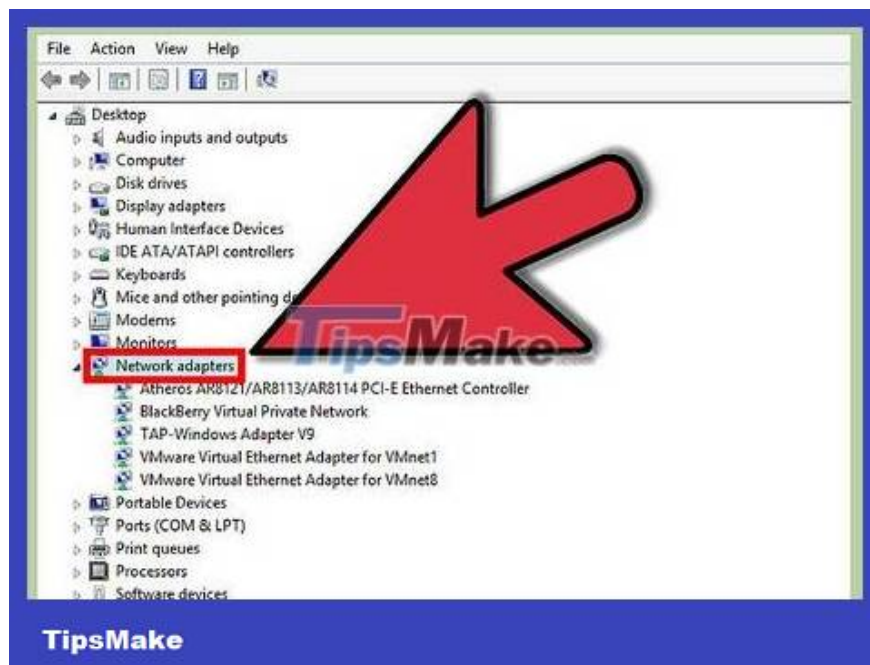 File Action View Help
Desktop
Audio inputs and outputs
Computer
Disk drives
Display adapters
Human Interface Devices
IDE ATA/ATAPI controllers
Keyboards
Mice and other pointing d
Modems
Monitors
TipsMake
Network adapters
Atheros AR8121/AR8113/AR8114 PCI-E Ethernet Controller
BlackBerry Virtual Private Network
TAP-Windows Adapter V9
VMware Virtual Ethernet Adapter for VMnet1
VMware Virtual Ethernet Adapter for VMnet8
Portable Devices
Ports (COM & LPT)
Print queues
Processors
Software devices
TipsMake